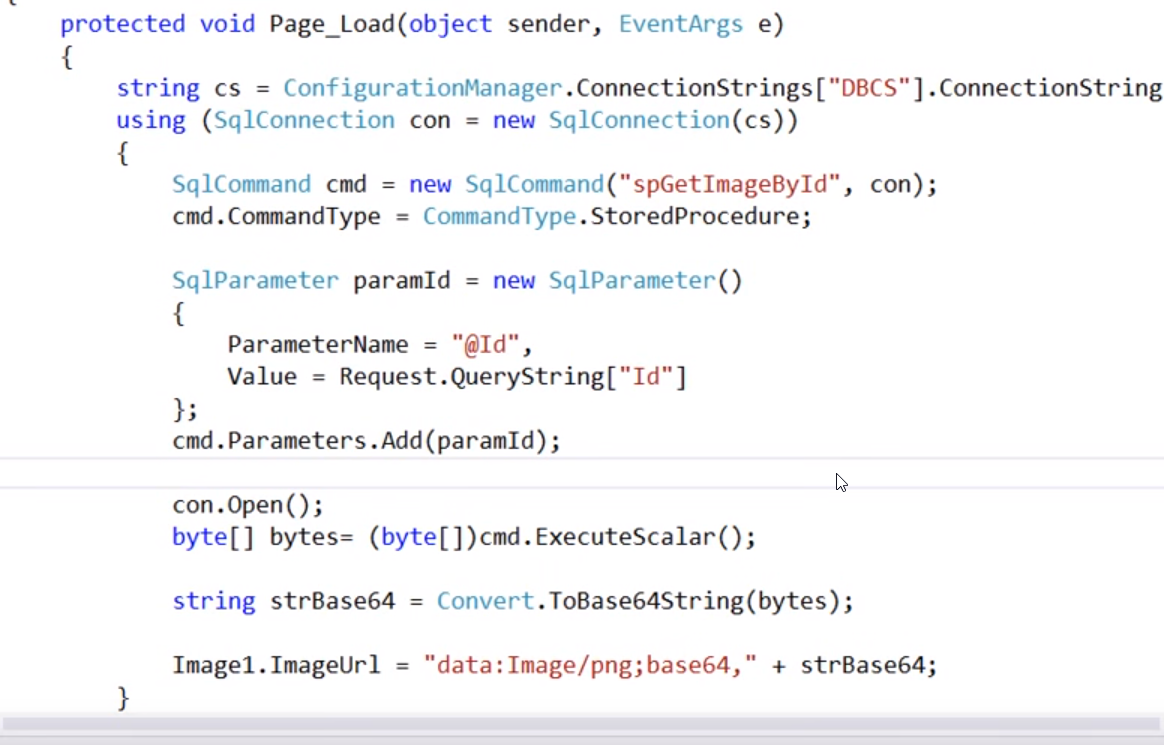 protected void Page_Load(object sender, EventArgs e)
{
string cs = ConfigurationManager.ConnectionStrings["DBCS"].ConnectionString
using (SqlConnection con = new SqlConnection(cs))
{
SqlCommand cmd = new SqlCommand("spGetImageById", con);
cmd.CommandType = CommandType.StoredProcedure;
SqlParameter paramId = new SqlParameter()
{
ParameterName = "@Id",
Value = Request.QueryString["Id"]
};
cmd.Parameters.Add(paramId);
con.Open();
byte[] bytes= (byte[])cmd.ExecuteScalar();
string strBase64 = Convert.ToBase64String(bytes);
Image1.ImageUrl = "data:Image/png;base64," + strBase64;
}